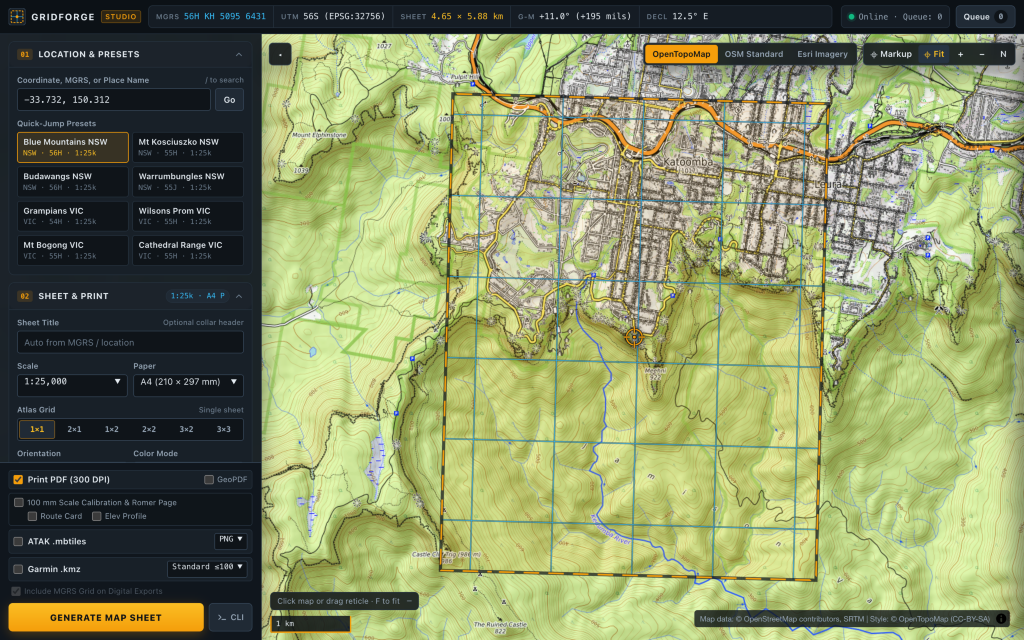 GRIDFORGE STUDIO
MGRS 56H KH 5095 6431
UTM 56S (EPSG:32756)
SHEET 4.65 × 5.88 km
G-M +11.0° (+195 mils)
DECL 12.5° E
Online · Queue: 0
Queue 0
01 LOCATION & PRESETS
Coordinate, MGRS, or Place Name / to search
-33.732, 150.312 Go
Quick-Jump Presets
Blue Mountains NSW
NSW · 56H · 1:25k
Mt Kosciuszko NSW
NSW · 55H · 1:25k
Budawangs NSW
NSW · 56H · 1:25k
Warrumbungles NSW
NSW · 55J · 1:25k
Grampians VIC
VIC · 54H · 1:25k
Wilsons Prom VIC
VIC · 55H · 1:25k
Mt Bogong VIC
VIC · 55H · 1:25k
Cathedral Range VIC
VIC · 55H · 1:25k
02 SHEET & PRINT 1:25k · A4 P
Sheet Title Optional collar header
Auto from MGRS / location
Scale Paper
1:25,000 A4 (210 × 297 mm)
Atlas Grid Single sheet
1×1 2×1 1×2 2×2 3×2 3×3
Orientation Color Mode
Print PDF (300 DPI) GeoPDF
100 mm Scale Calibration & Romer Page
Route Card Elev Profile
ATAK .mbtiles PNG
Garmin .kmz Standard ≤100
Include MGRS Grid on Digital Exports
GENERATE MAP SHEET CLI
OpenTopoMap OSM Standard Esri Imagery
Markup Fit + − N
1027
Pulpit Hill
Mount Elphinstone
Katoomba
Leura
Katoomba River
The Ruined Castle
822
Click map or drag reticle · F to fit −
1 km
Map data: © OpenStreetMap contributors, SRTM | Style: © OpenTopoMap (CC-BY-SA)